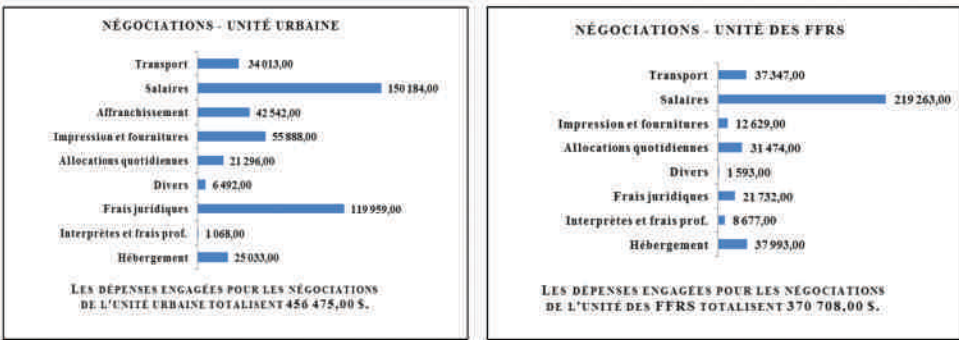 NÉGOCIATIONS - UNITÉ URBAINE
Transport 34 013,00
Salaires 150 184,00
Affranchissement 42 542,00
Impression et fournitures 55 888,00
Allocations quotidiennes 21 296,00
Divers 6 492,00
Frais juridiques 119 959,00
Interprètes et frais prof. 1 068,00
Hébergement 25 033,00
LES DÉPENSES ENGAGÉES POUR LES NÉGOCIATIONS
DE L'UNITÉ URBAINE TOTALISENT 456 475,00 $.
NÉGOCIATIONS - UNITÉ DES FFRS
Transport 37 347,00
Salaires 219 263,00
Impression et fournitures 12 629,00
Allocations quotidiennes 31 474,00
Divers 1 593,00
Frais juridiques 21 732,00
Interprètes et frais prof. 8 677,00
Hébergement 37 993,00
LES DÉPENSES ENGAGÉES POUR LES NÉGOCIATIONS
DE L'UNITÉ DES FFRS TOTALISENT 370 708,00 $.